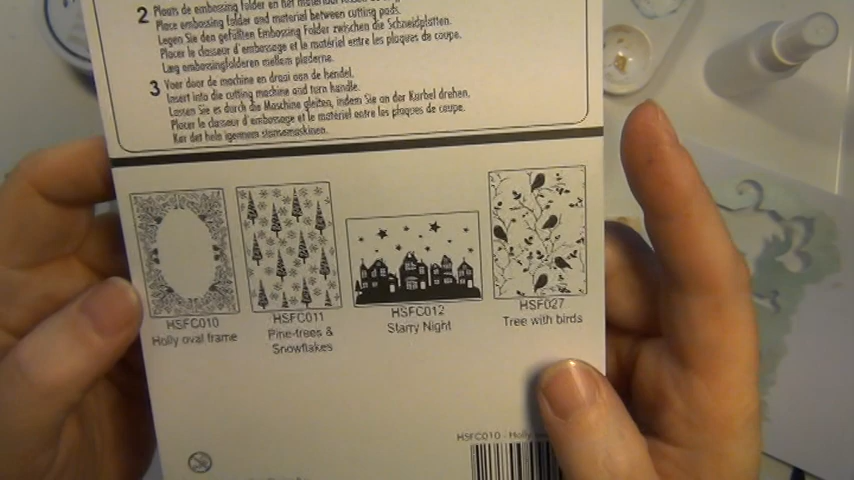 2 Plaats de embossing folder en het materiaal tussen de
Place embossing folder and material between cutting pads.
Legen Sie den gefüllten Embossing Folder zwischen die Schneidplatten.
Placer le classeur d'embossage et le matériel entre les plaques de coupe.
Læg embossingfolderen mellem pladerne.
3 Voer door de machine en draai aan de hendel.
Insert into die cutting machine and turn handle.
Lassen Sie es durch die Maschine gleiten, indem Sie an der Kurbel drehen.
Placer le classeur d'embossage et le matériel entre les plaques de coupe.
Kør det hele igennem
HSFC010
Holly oval frame
HSFC011
Pine-trees &
Snowflakes
HSFC012
Starry Night
HSF027
Tree with birds
HSFC010 - Holly